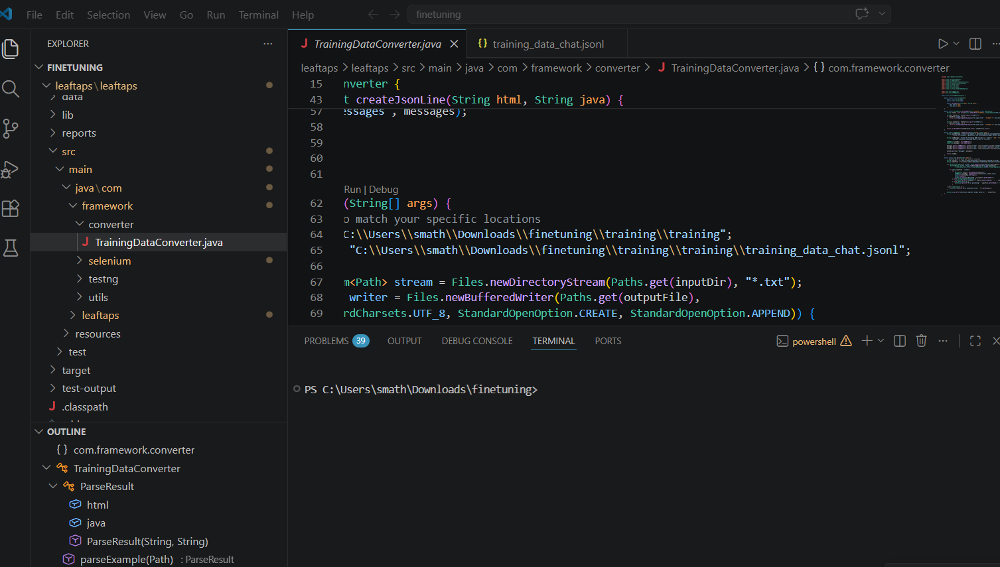 File Edit Selection View Go Run Terminal Help
finetuning
EXPLORER
FINETUNING
leaftaps\leaftaps
data
lib
reports
src
main
java\com
framework
converter
J TrainingDataConverter.java
selenium
testng
utils
leaftaps
resources
test
target
test-output
J .classpath
OUTLINE
{} com.framework.converter
TrainingDataConverter
ParseResult
html
java
ParseResult(String, String)
parseExample(Path) : ParseResult
J TrainingDataConverter.java
{} training_data_chat.jsonl
leaftaps > leaftaps > src > main > java > com > framework > converter > J TrainingDataConverter.java > {} com.framework.converter
15 nverter {
43 t createJsonLine(String html, String java) {
57 essages , messages);
58
59
60
61
Run | Debug
62 (String[] args) {
63 o match your specific locations
64 C:\\Users\\smath\\Downloads\\finetuning\\training\\training";
65 "C:\\Users\\smath\\Downloads\\finetuning\\training\\training\\training_data_chat.jsonl";
66
67 m<Path> stream = Files.newDirectoryStream(Paths.get(inputDir), "*.txt");
68 writer = Files.newBufferedWriter(Paths.get(outputFile),
69 rdCharsets.UTF_8, StandardOpenOption.CREATE, StandardOpenOption.APPEND)) {
PROBLEMS 39 OUTPUT DEBUG CONSOLE TERMINAL PORTS
powershell
PS C:\Users\smath\Downloads\finetuning>